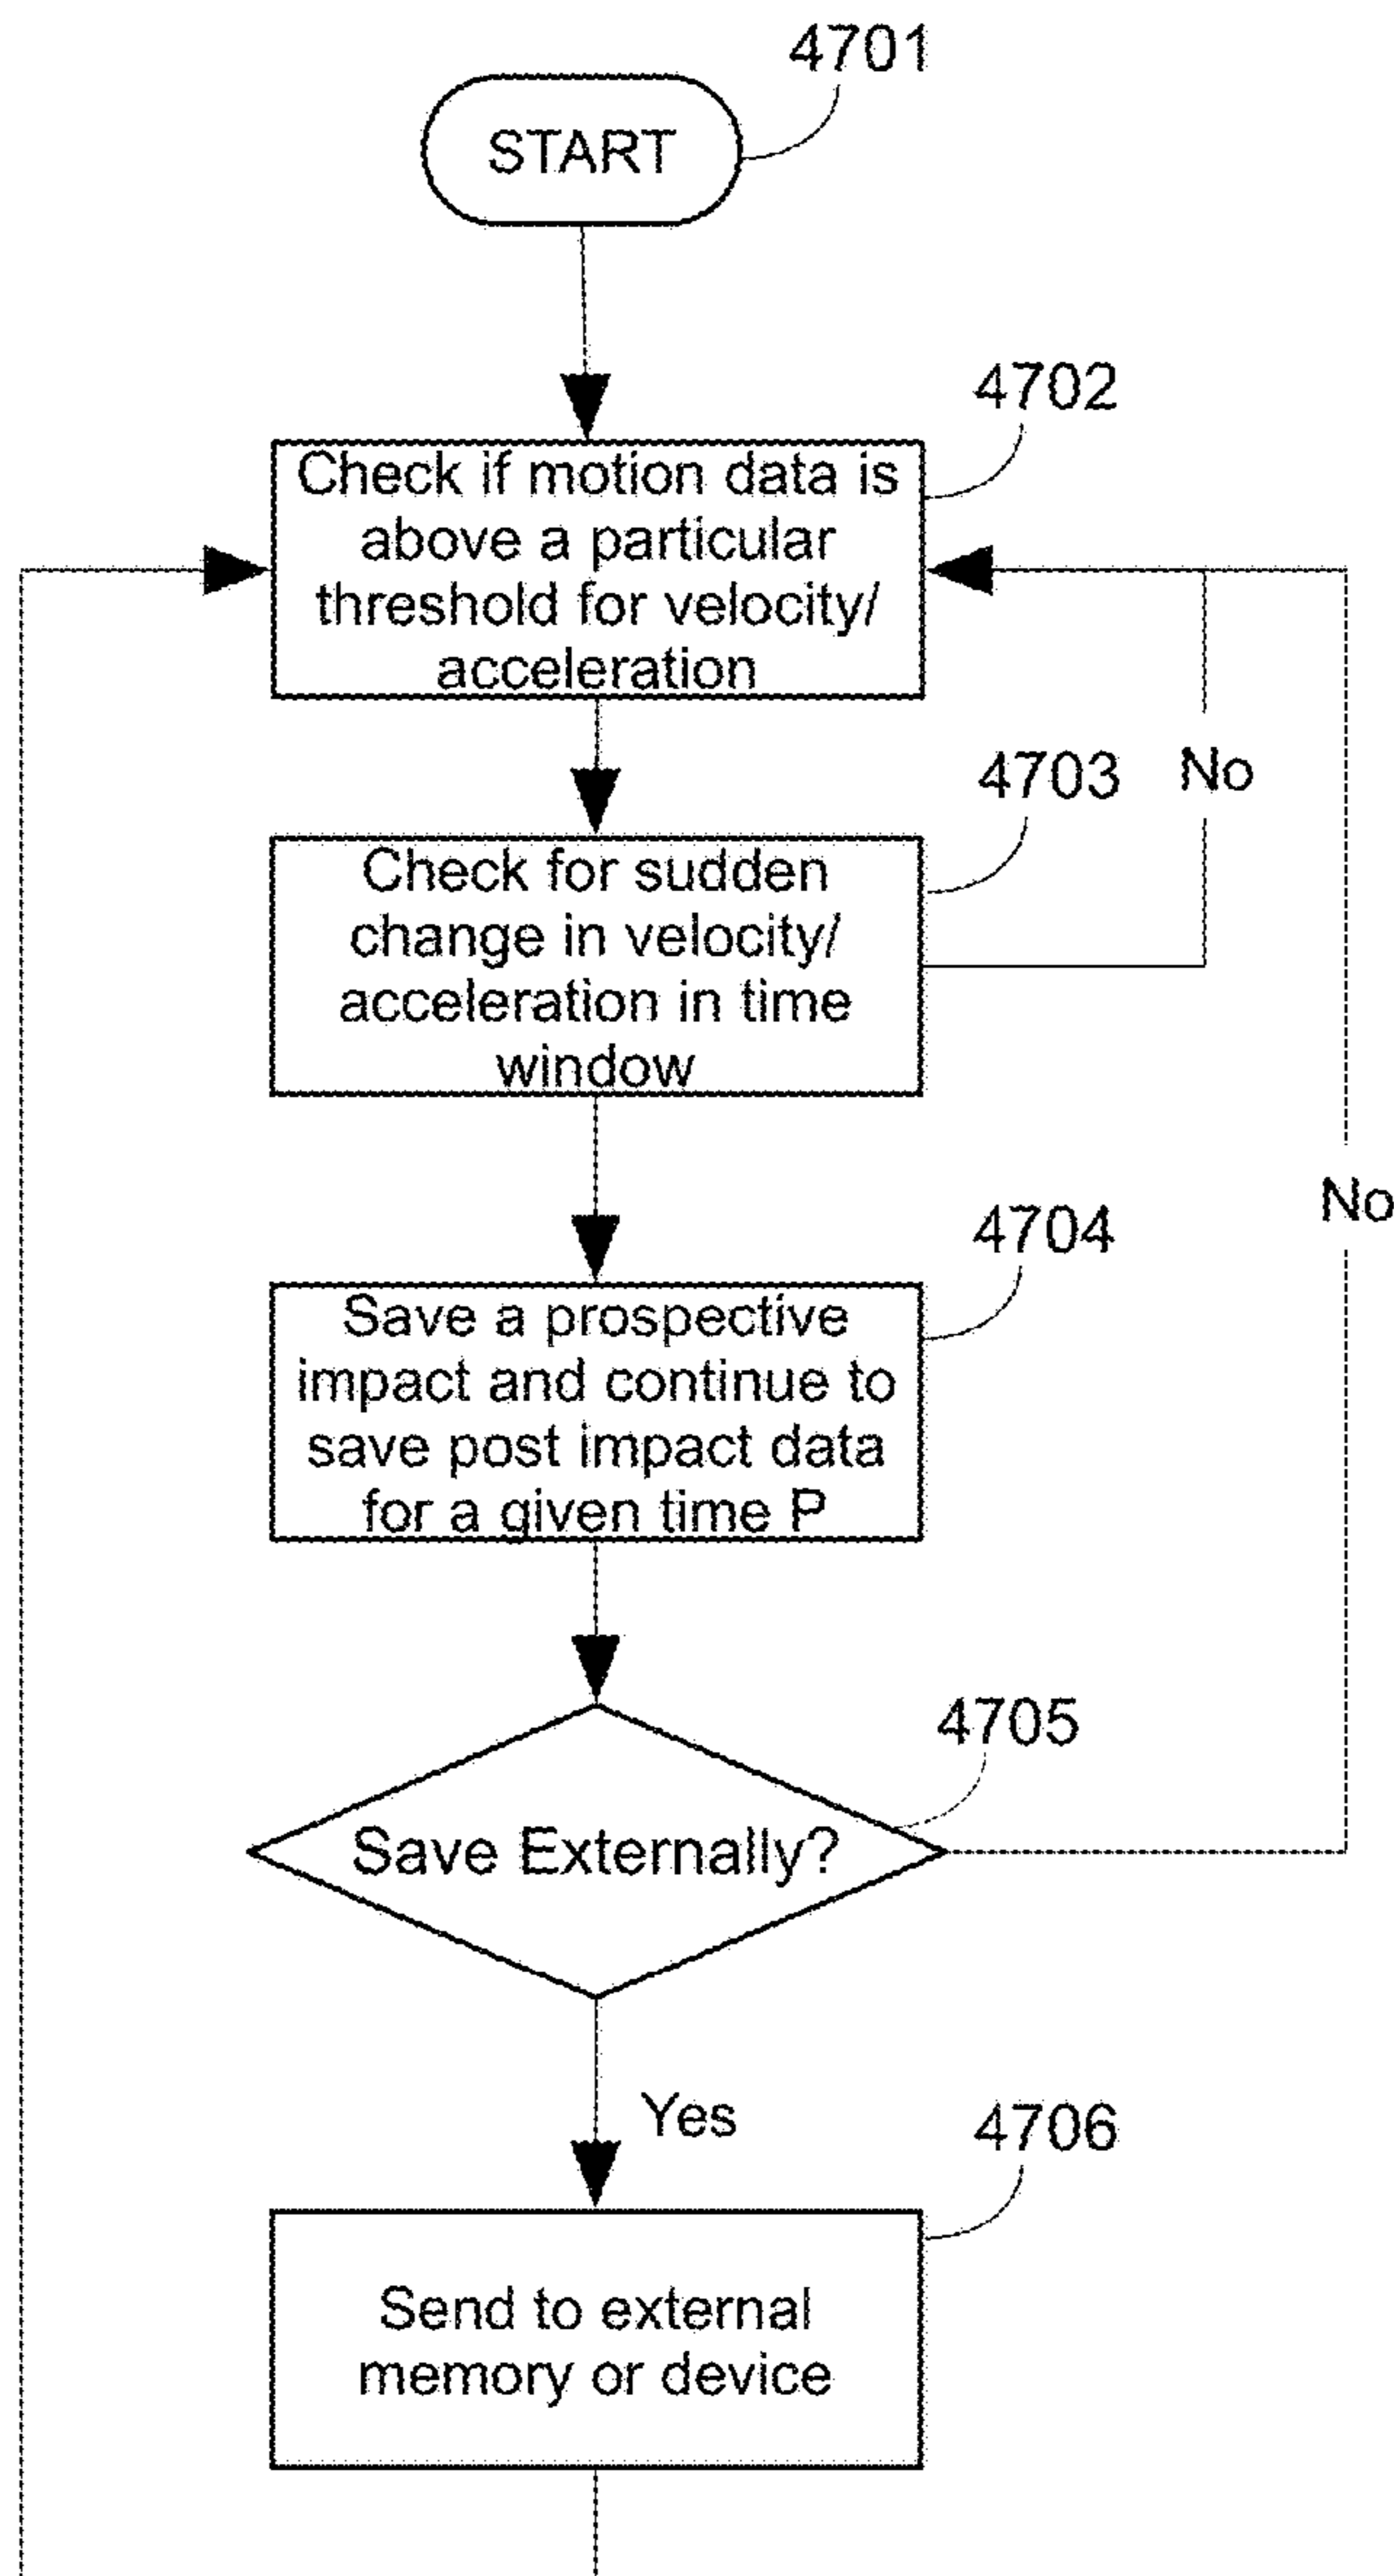 4701
START
4702
Check if motion data is
above a particular
threshold for velocity/
acceleration
4703
No
Check for sudden
change in velocity/
acceleration in time
window
No
4704
Save a prospective
impact and continue to
save post impact data
for a given time P
4705
Save Externally?
Yes
4706
Send to external
memory or device